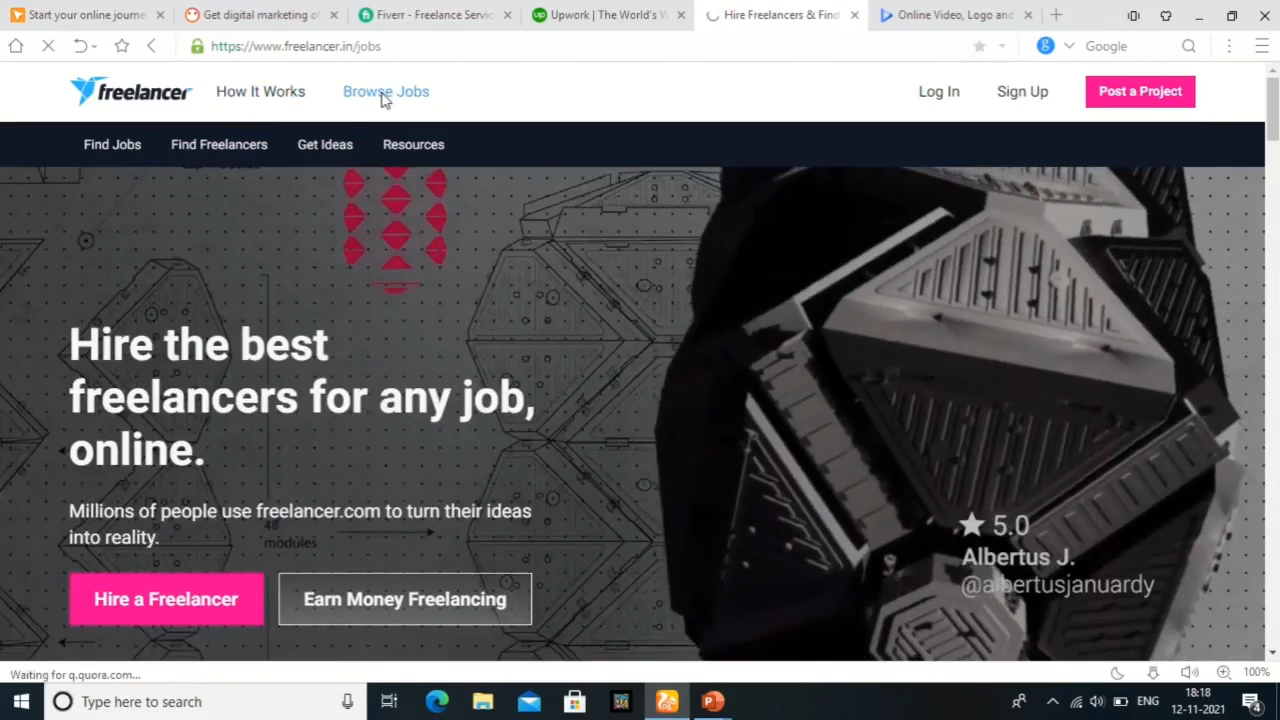 Start your online journe
Get digital marketing of
Fiverr - Freelance Servic
Upwork | The World's W
Hire Freelancers & Find
Online Video, Logo and
https://www.freelancer.in/jobs
Google
freelancer
How It Works
Browse Jobs
Log In
Sign Up
Post a Project
Find Jobs
Find Freelancers
Get Ideas
Resources
Hire the best
freelancers for any job,
online.
Millions of people use freelancer.com to turn their ideas
into reality.
48
modules
Hire a Freelancer
Earn Money Freelancing
5.0
Albertus J.
@albertusjanuardy
Waiting for q.quora.com...
100%
Type here to search
ENG
18:18
12-11-2021
4